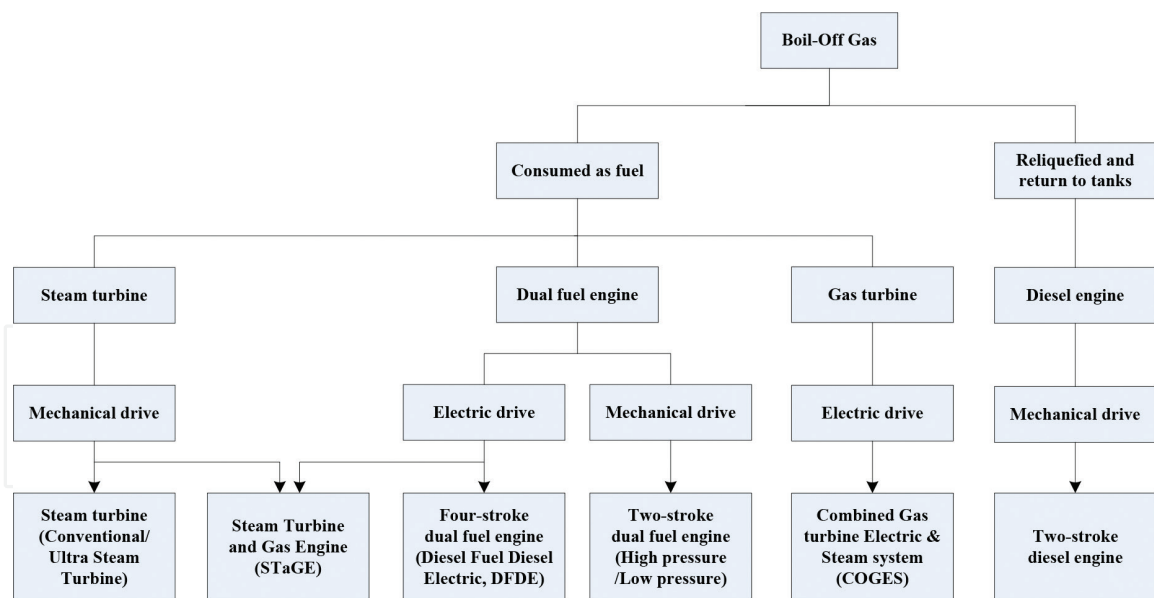 Boil-Off Gas
Consumed as fuel
Reliquefied and
return to tanks
Steam turbine
Dual fuel engine
Gas turbine
Diesel engine
Mechanical drive
Electric drive
Mechanical drive
Electric drive
Mechanical drive
Steam turbine
(Conventional/
Ultra Steam
Turbine)
Steam Turbine
and Gas Engine
(STaGE)
Four-stroke
dual fuel engine
(Diesel Fuel Diesel
Electric, DFDE)
Two-stroke
dual fuel engine
(High pressure
/Low pressure)
Combined Gas
turbine Electric &
Steam system
(COGES)
Two-stroke
diesel engine